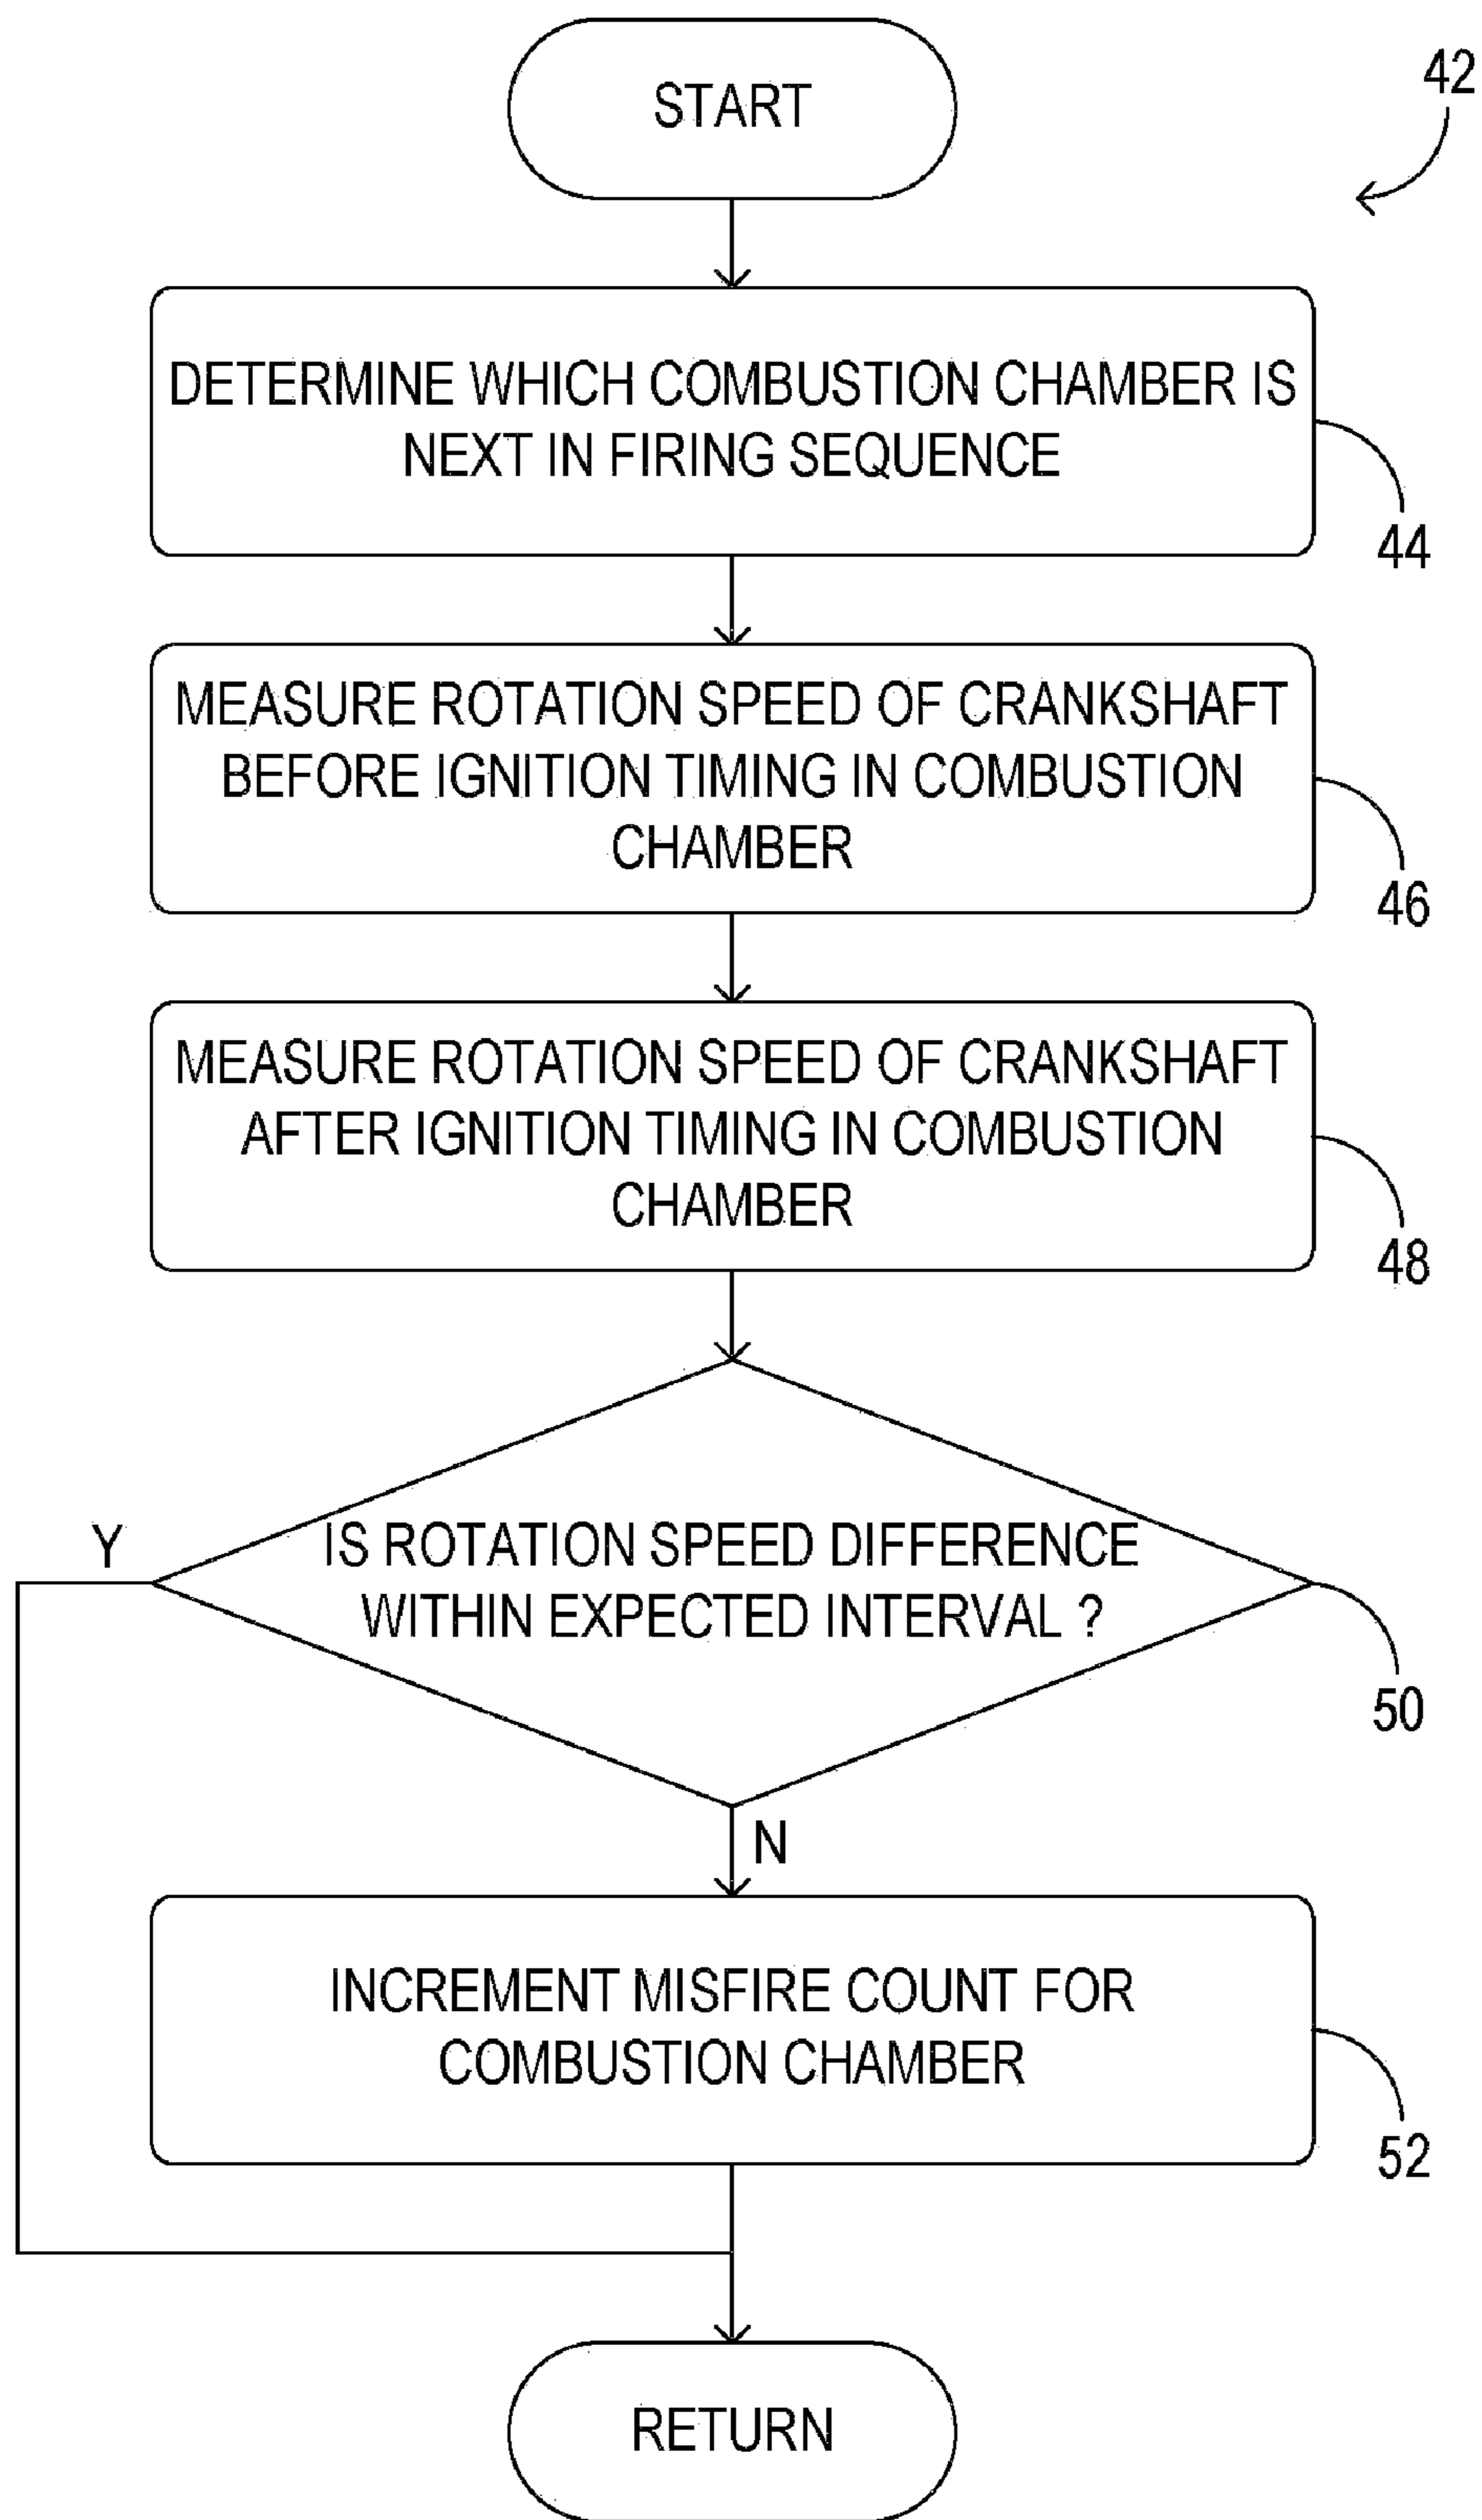 START
42
DETERMINE WHICH COMBUSTION CHAMBER IS
NEXT IN FIRING SEQUENCE
44
MEASURE ROTATION SPEED OF CRANKSHAFT
BEFORE IGNITION TIMING IN COMBUSTION
CHAMBER
46
MEASURE ROTATION SPEED OF CRANKSHAFT
AFTER IGNITION TIMING IN COMBUSTION
CHAMBER
48
Y
IS ROTATION SPEED DIFFERENCE
WITHIN EXPECTED INTERVAL ?
50
N
INCREMENT MISFIRE COUNT FOR
COMBUSTION CHAMBER
52
RETURN